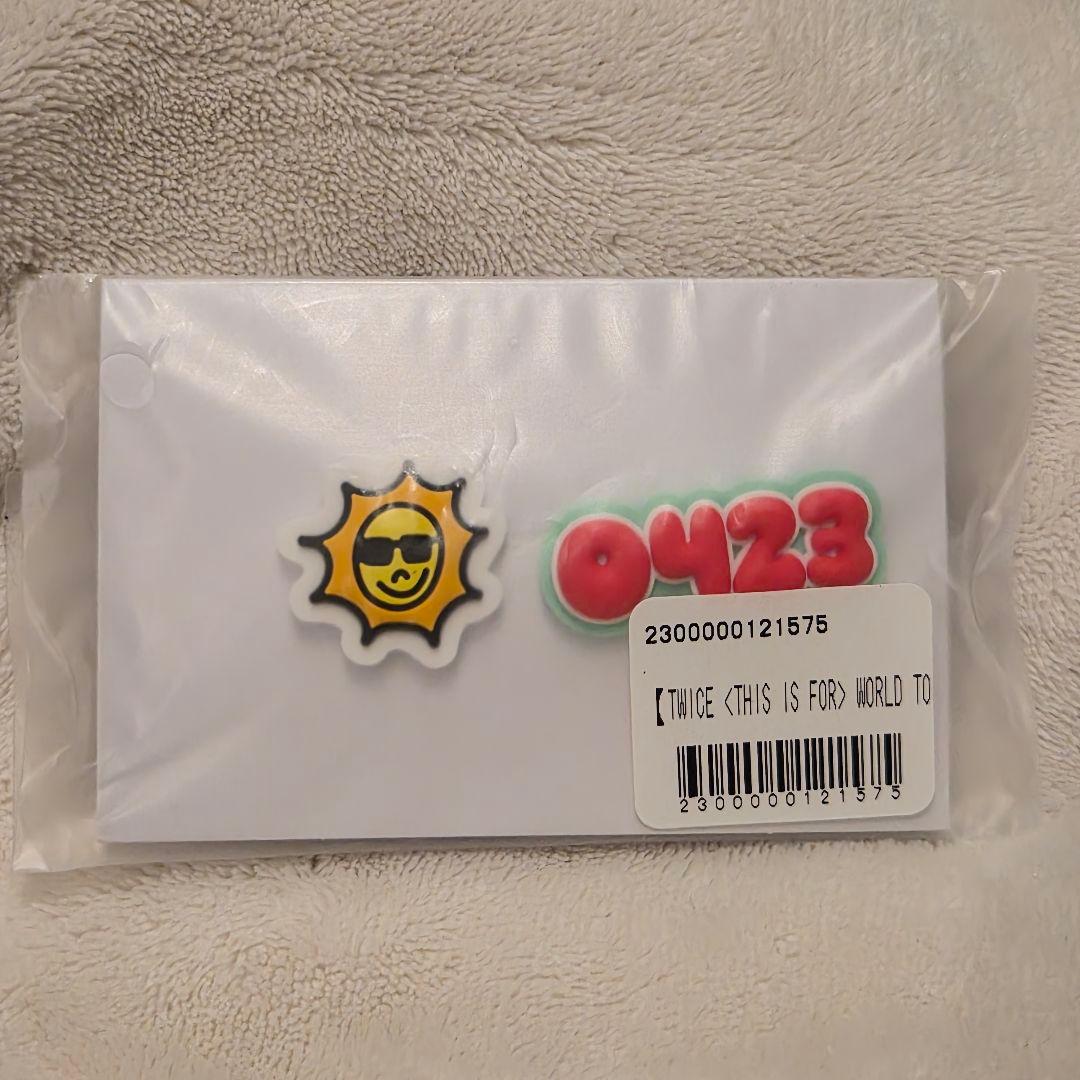 0423
2300000121575
【TWICE <THIS IS FOR> WORLD TO
2300000121575